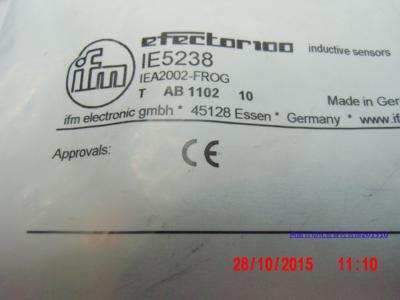 ifm
efector100 inductive sensors
IE5238
IEA2002-FROG
T AB 1102 10
Made in Ger
ifm electronic gmbh * 45128 Essen * Germany * www.if
Approvals: CE
28/10/2015 11:10